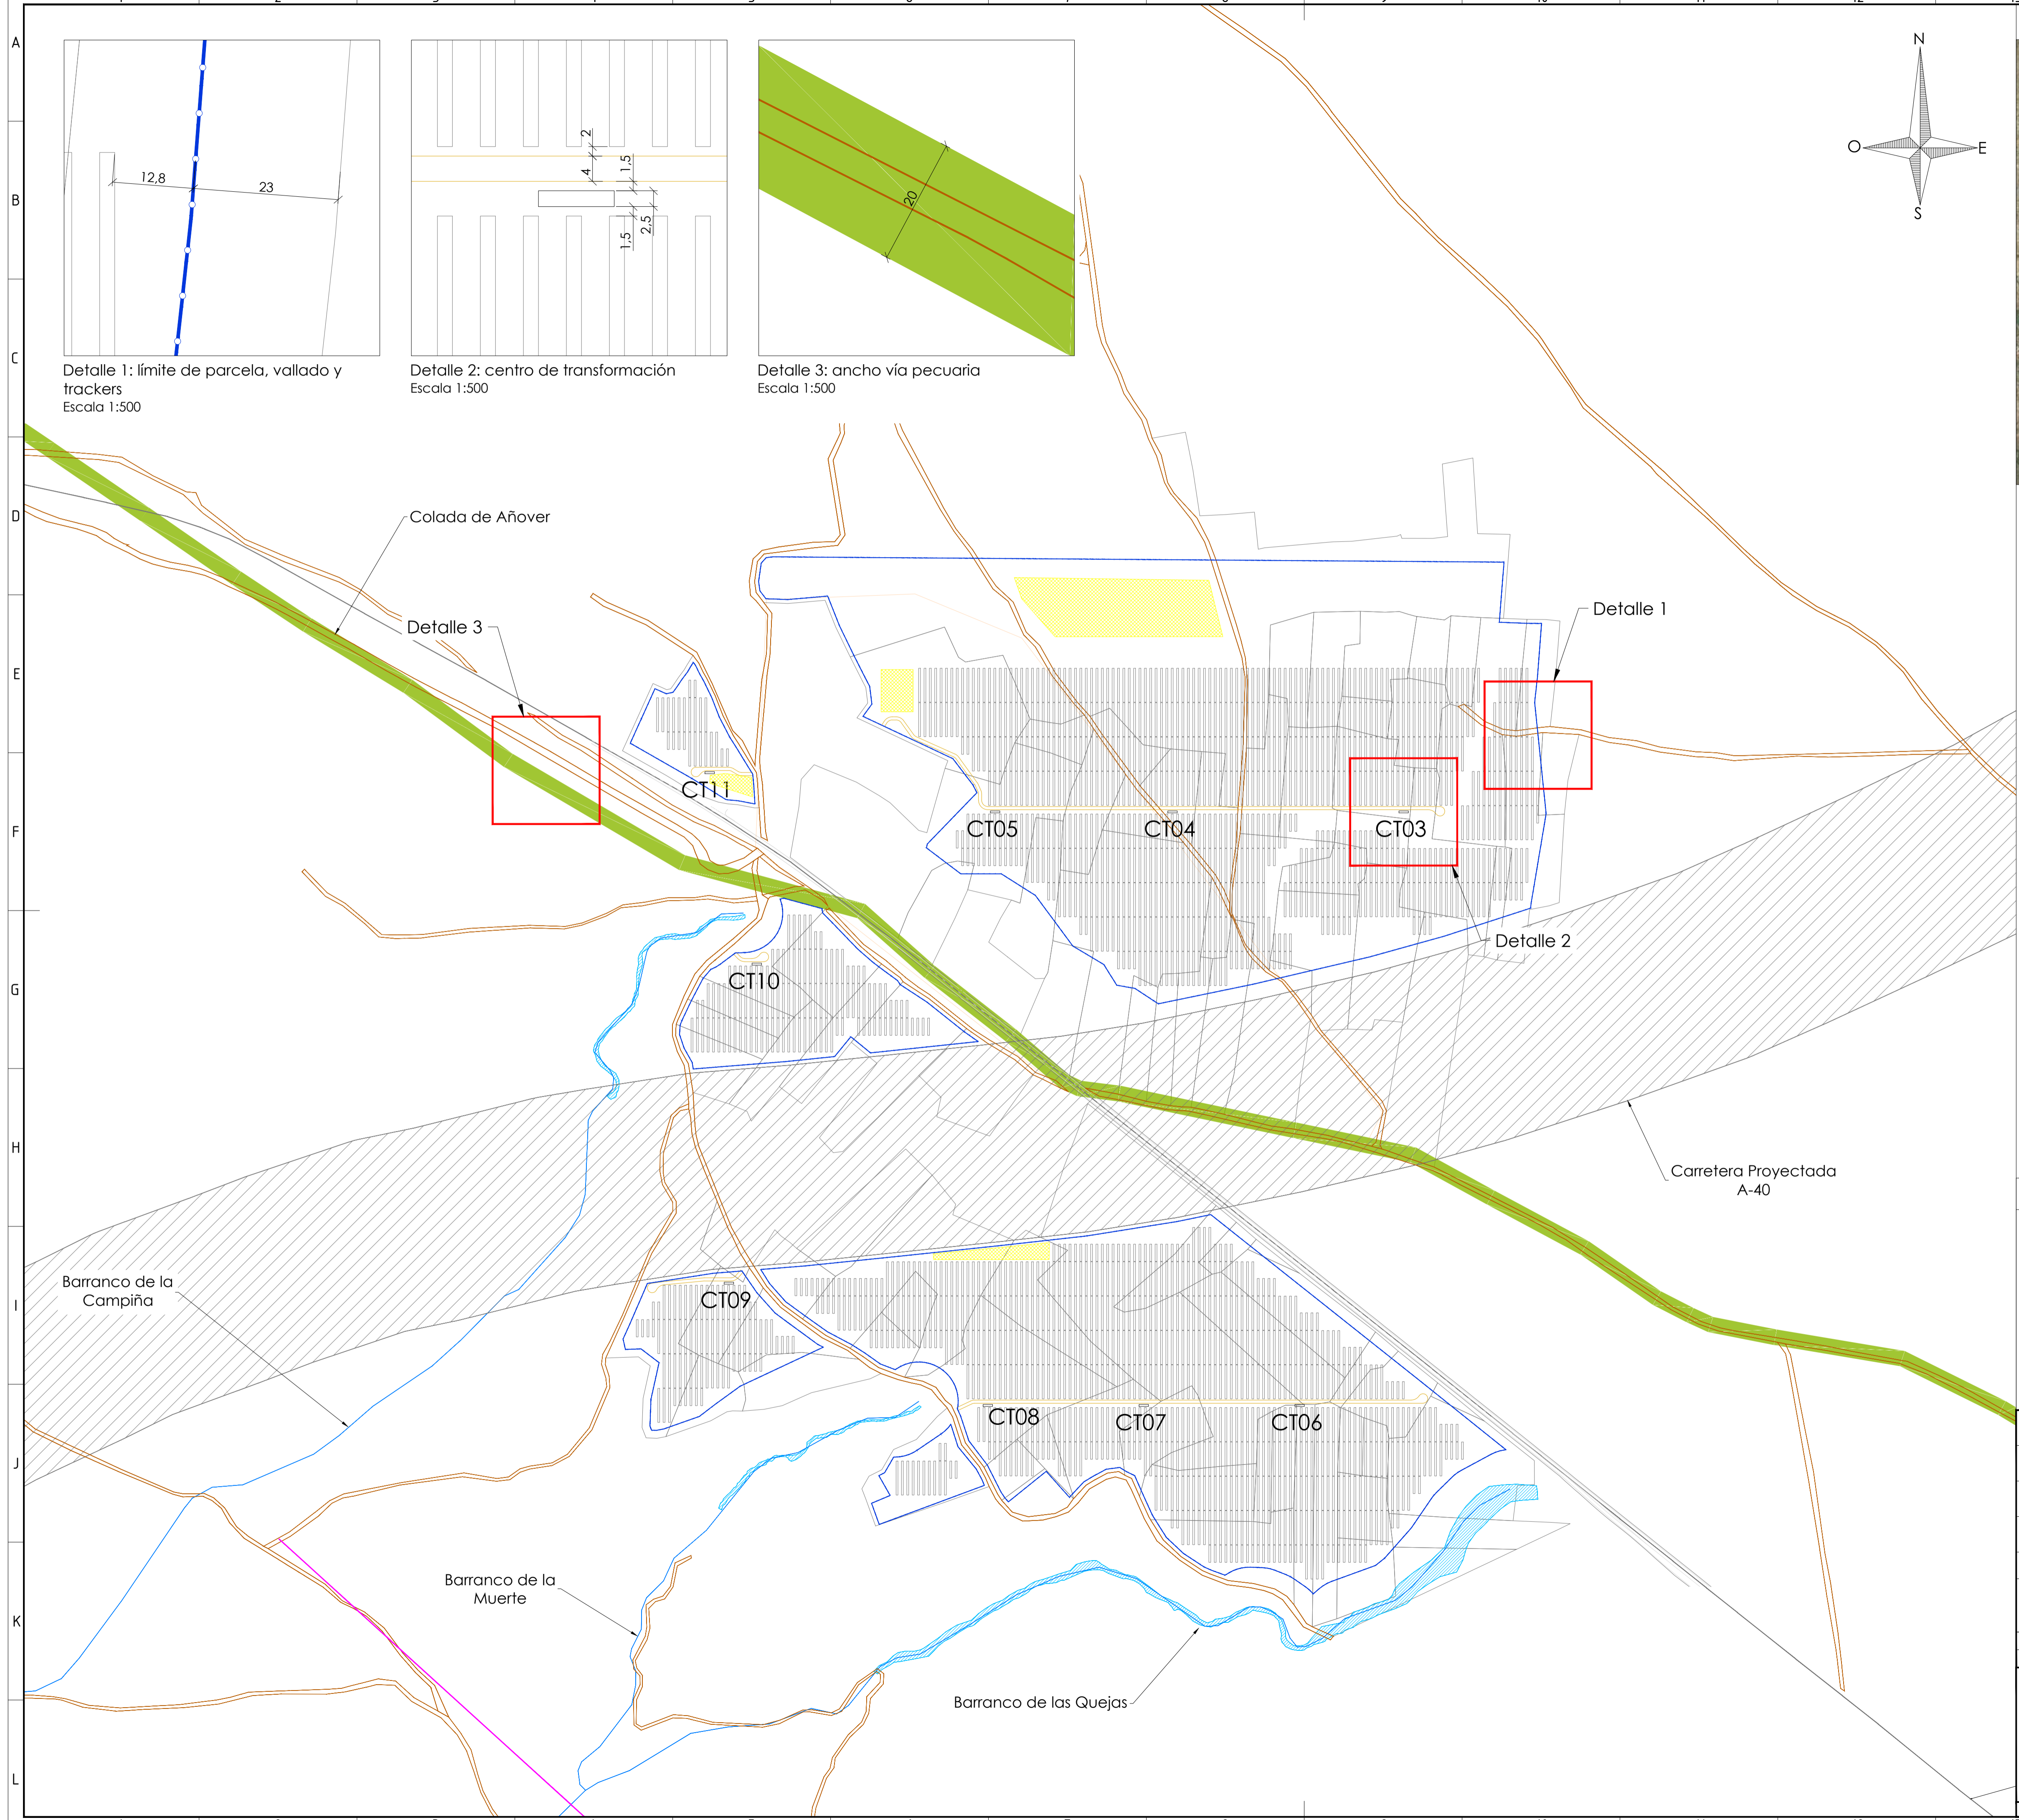 A
B
C
D
E
F
G
H
I
J
K
L
N
O
E
S
12,8
23
Detalle 1: límite de parcela, vallado y
trackers
Escala 1:500
2
4
1,5
1,5
2,5
Detalle 2: centro de transformación
Escala 1:500
20
Detalle 3: ancho vía pecuaria
Escala 1:500
Colada de Añover
Detalle 3
Detalle 1
CT11
CT05
CT04
CT03
Detalle 2
CT10
Carretera Proyectada
A-40
Barranco de la
Campiña
CT09
CT08
CT07
CT06
Barranco de la
Muerte
Barranco de las Quejas